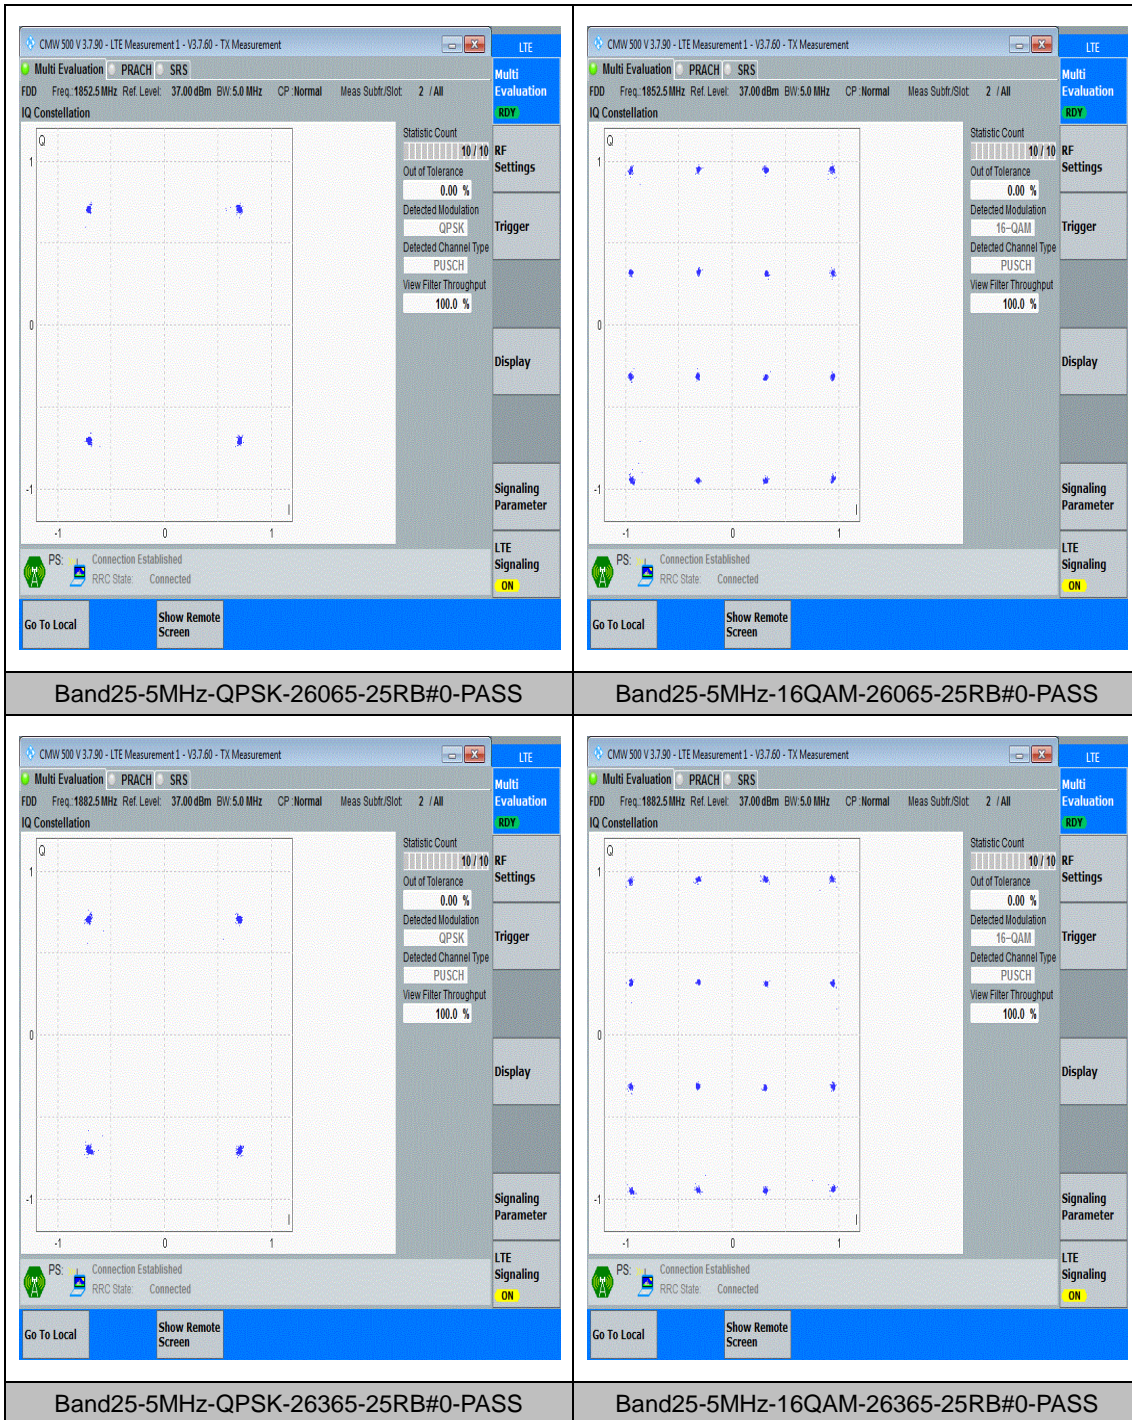 CMW 500 V 3.7.90 - LTE Measurement 1 - V3.7.60 - TX Measurement
LTE
Multi Evaluation PRACH SRS
Multi Evaluation
RDY
FDD Freq.: 1852.5 MHz Ref. Level: 37.00 dBm BW: 5.0 MHz CP : Normal Meas Subfr./Slot: 2 / All
IQ Constellation
Q
1
0
-1
-1 0 1
I
Statistic Count
10 / 10
Out of Tolerance
0.00 %
Detected Modulation
QPSK
Detected Channel Type
PUSCH
View Filter Throughput
100.0 %
RF Settings
Trigger
Display
Signaling Parameter
LTE Signaling
ON
PS: Connection Established
RRC State: Connected
Go To Local
Show Remote Screen
CMW 500 V 3.7.90 - LTE Measurement 1 - V3.7.60 - TX Measurement
LTE
Multi Evaluation PRACH SRS
Multi Evaluation
RDY
FDD Freq.: 1852.5 MHz Ref. Level: 37.00 dBm BW: 5.0 MHz CP : Normal Meas Subfr./Slot: 2 / All
IQ Constellation
Q
1
0
-1
-1 0 1
I
Statistic Count
10 / 10
Out of Tolerance
0.00 %
Detected Modulation
16-QAM
Detected Channel Type
PUSCH
View Filter Throughput
100.0 %
RF Settings
Trigger
Display
Signaling Parameter
LTE Signaling
ON
PS: Connection Established
RRC State: Connected
Go To Local
Show Remote Screen
Band25-5MHz-QPSK-26065-25RB#0-PASS
Band25-5MHz-16QAM-26065-25RB#0-PASS
CMW 500 V 3.7.90 - LTE Measurement 1 - V3.7.60 - TX Measurement
LTE
Multi Evaluation PRACH SRS
Multi Evaluation
RDY
FDD Freq.: 1882.5 MHz Ref. Level: 37.00 dBm BW: 5.0 MHz CP : Normal Meas Subfr./Slot: 2 / All
IQ Constellation
Q
1
0
-1
-1 0 1
I
Statistic Count
10 / 10
Out of Tolerance
0.00 %
Detected Modulation
QPSK
Detected Channel Type
PUSCH
View Filter Throughput
100.0 %
RF Settings
Trigger
Display
Signaling Parameter
LTE Signaling
ON
PS: Connection Established
RRC State: Connected
Go To Local
Show Remote Screen
CMW 500 V 3.7.90 - LTE Measurement 1 - V3.7.60 - TX Measurement
LTE
Multi Evaluation PRACH SRS
Multi Evaluation
RDY
FDD Freq.: 1882.5 MHz Ref. Level: 37.00 dBm BW: 5.0 MHz CP : Normal Meas Subfr./Slot: 2 / All
IQ Constellation
Q
1
0
-1
-1 0 1
I
Statistic Count
10 / 10
Out of Tolerance
0.00 %
Detected Modulation
16-QAM
Detected Channel Type
PUSCH
View Filter Throughput
100.0 %
RF Settings
Trigger
Display
Signaling Parameter
LTE Signaling
ON
PS: Connection Established
RRC State: Connected
Go To Local
Show Remote Screen
Band25-5MHz-QPSK-26365-25RB#0-PASS
Band25-5MHz-16QAM-26365-25RB#0-PASS